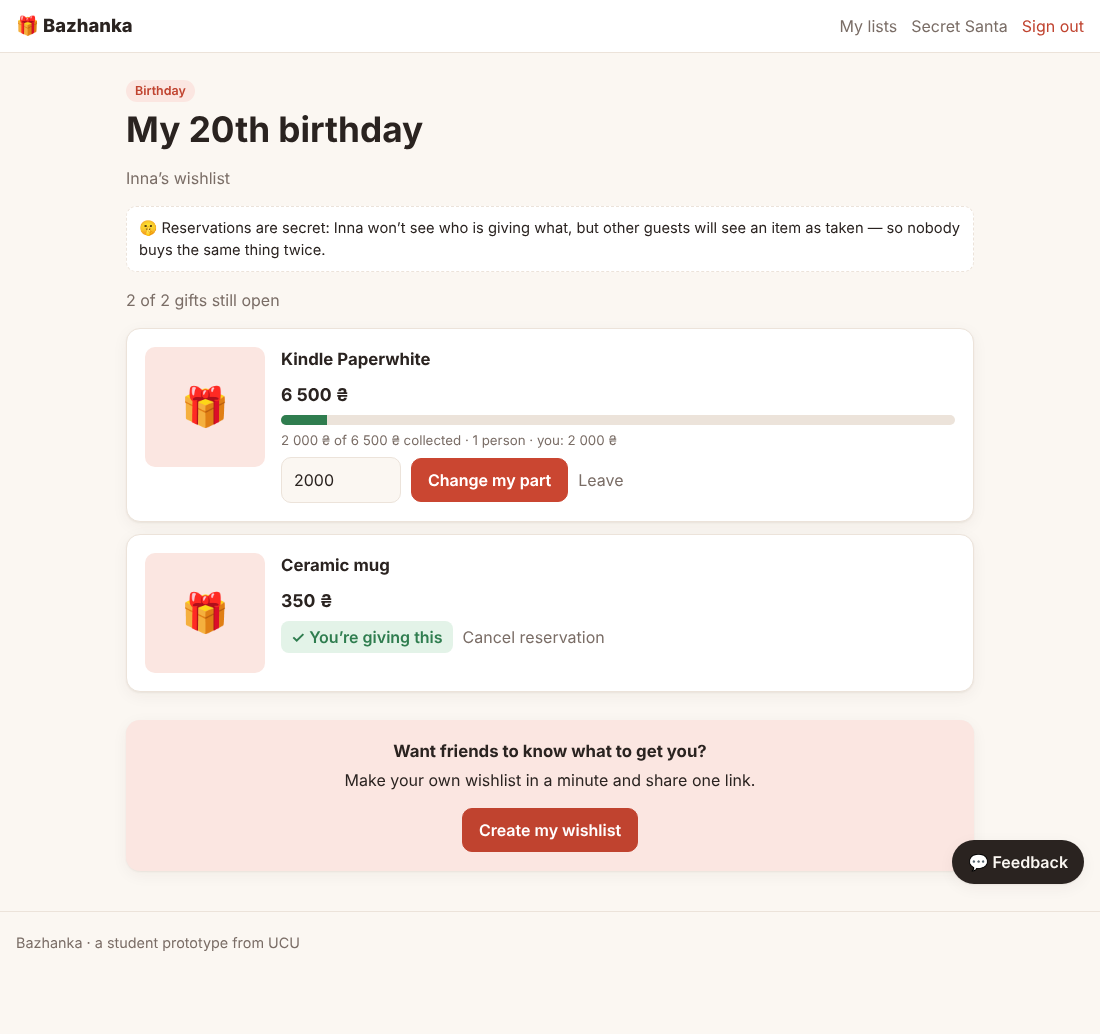 🎁 Bazhanka
My lists Secret Santa Sign out
Birthday
My 20th birthday
Inna’s wishlist
🤫 Reservations are secret: Inna won’t see who is giving what, but other guests will see an item as taken — so nobody
buys the same thing twice.
2 of 2 gifts still open
Kindle Paperwhite
6 500 ₴
2 000 ₴ of 6 500 ₴ collected · 1 person · you: 2 000 ₴
2000 Change my part Leave
Ceramic mug
350 ₴
✓ You’re giving this Cancel reservation
Want friends to know what to get you?
Make your own wishlist in a minute and share one link.
Create my wishlist
💬 Feedback
Bazhanka · a student prototype from UCU